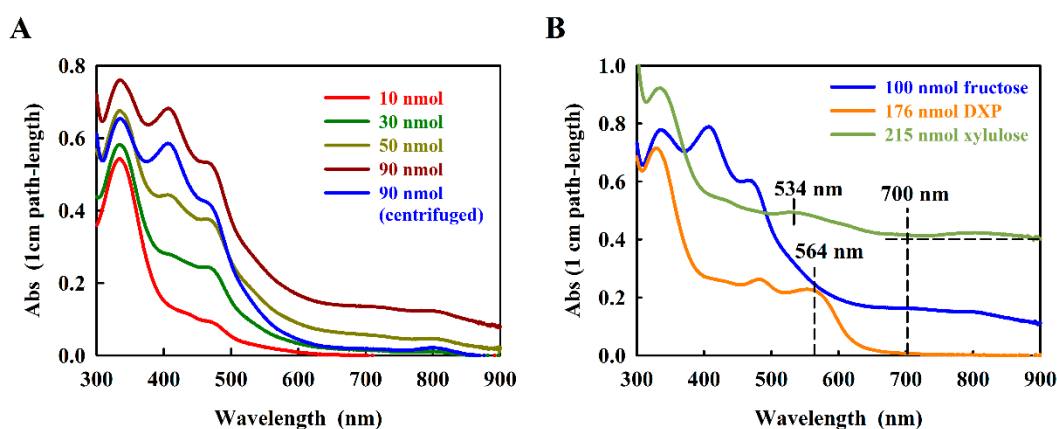 A
Abs (1cm path-length)
0.8
0.6
0.4
0.2
0.0
10 nmol
30 nmol
50 nmol
90 nmol
90 nmol
(centrifuged)
300 400 500 600 700 800 900
Wavelength (nm)
B
Abs (1 cm path-length)
1.0
0.8
0.6
0.4
0.2
0.0
100 nmol fructose
176 nmol DXP
215 nmol xylulose
534 nm
700 nm
564 nm
300 400 500 600 700 800 900
Wavelength (nm)